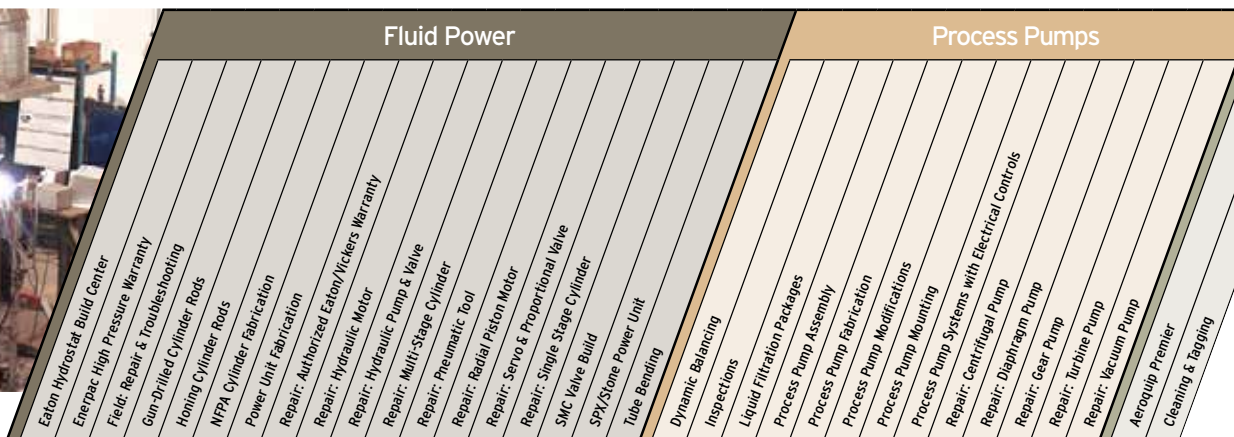 Fluid Power
Process Pumps
Eaton Hydrostat Build Center
Enerpac High Pressure Warranty
Field: Repair & Troubleshooting
Gun-Drilled Cylinder Rods
Honing Cylinder Rods
NFPA Cylinder Fabrication
Power Unit Fabrication
Repair: Authorized Eaton/Vickers Warranty
Repair: Hydraulic Motor
Repair: Hydraulic Pump & Valve
Repair: Multi-Stage Cylinder
Repair: Pneumatic Tool
Repair: Radial Piston Motor
Repair: Servo & Proportional Valve
Repair: Single Stage Cylinder
SMC Valve Build
SPX/Stone Power Unit
Tube Bending
Dynamic Balancing
Inspections
Liquid Filtration Packages
Process Pump Assembly
Process Pump Fabrication
Process Pump Modifications
Process Pump Mounting
Process Pump Systems with Electrical Controls
Repair: Centrifugal Pump
Repair: Diaphragm Pump
Repair: Gear Pump
Repair: Turbine Pump
Repair: Vacuum Pump
Aeroquip Premier
Cleaning & Tagging